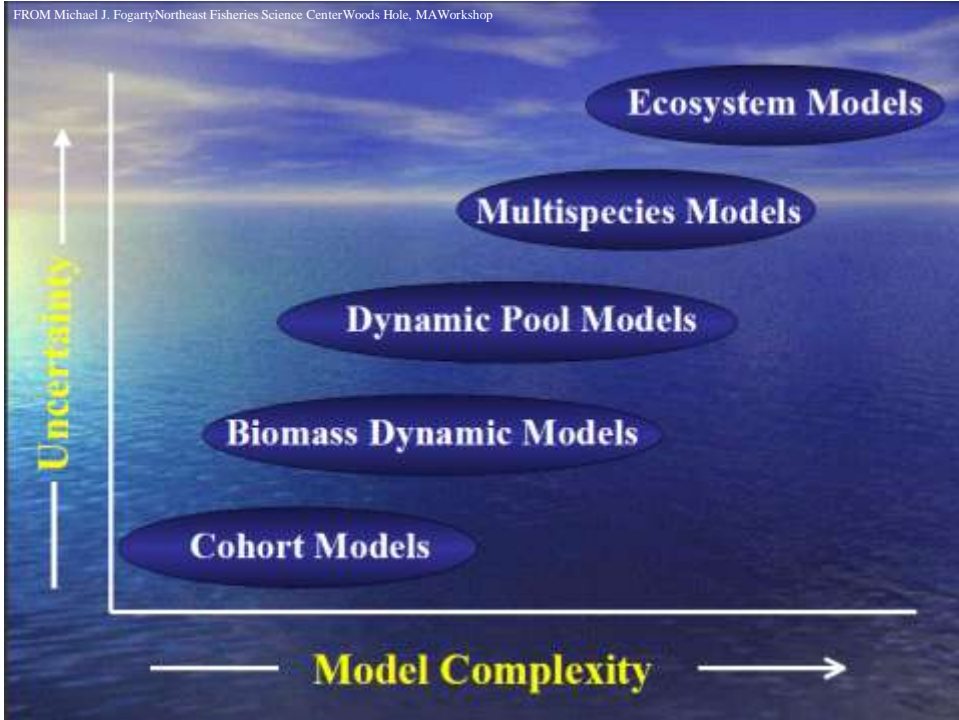 FROM Michael J. FogartyNortheast Fisheries Science CenterWoods Hole, MAWorkshop
Ecosystem Models
Multispecies Models
Dynamic Pool Models
Biomass Dynamic Models
Cohort Models
Uncertainty
Model Complexity